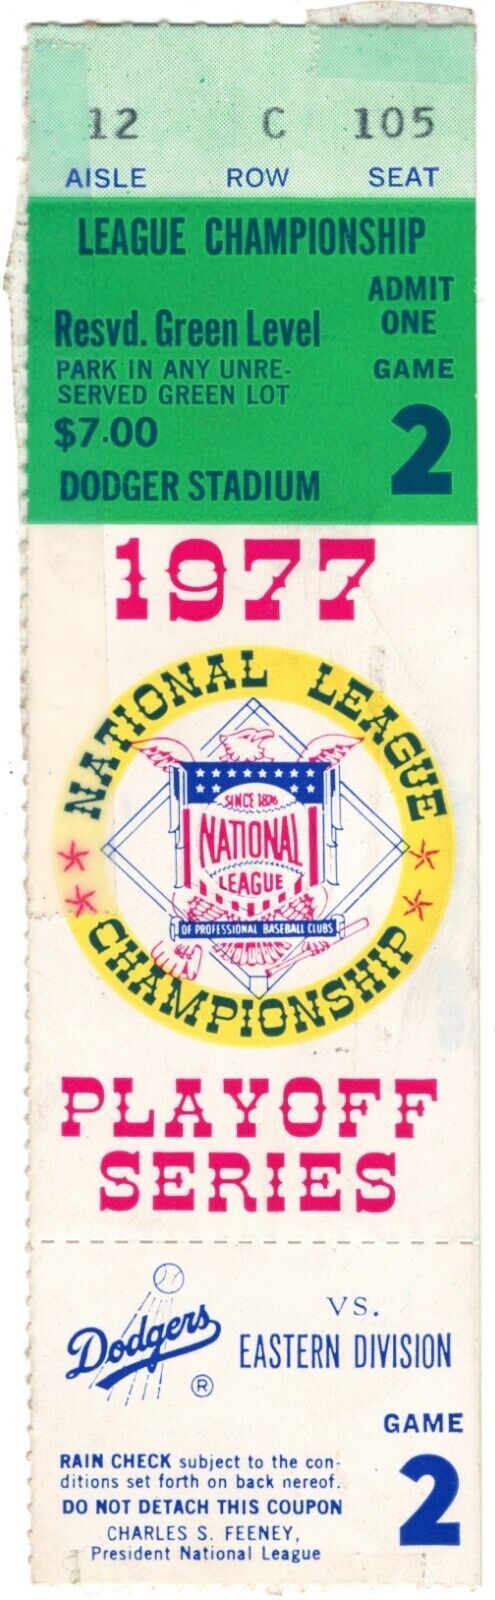 12 C 105
AISLE ROW SEAT
LEAGUE CHAMPIONSHIP
ADMIT
ONE
Resvd. Green Level
PARK IN ANY UNRE-
SERVED GREEN LOT
GAME
$7.00
2
DODGER STADIUM
1977
NATIONAL LEAGUE
SINCE 1876
NATIONAL
LEAGUE
OF PROFESSIONAL BASEBALL CLUBS
CHAMPIONSHIP
PLAYOFF
SERIES
Dodgers ®
VS.
EASTERN DIVISION
GAME
2
RAIN CHECK subject to the con-
ditions set forth on back nereof.
DO NOT DETACH THIS COUPON
CHARLES S. FEENEY,
President National League